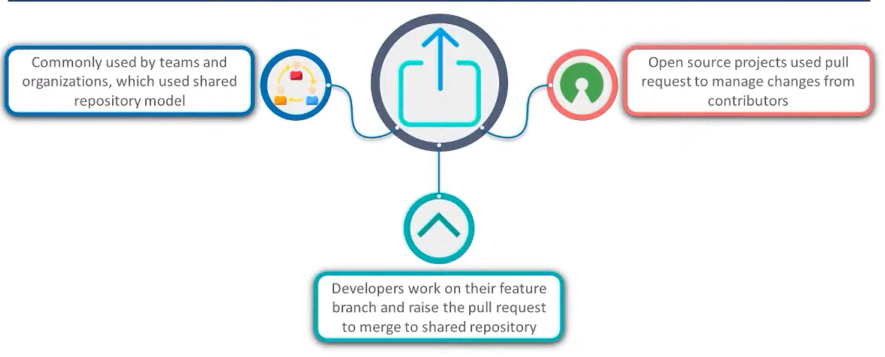 Commonly used by teams and
organizations, which used shared
repository model
Open source projects used pull
request to manage changes from
contributors
Developers work on their feature
branch and raise the pull request
to merge to shared repository